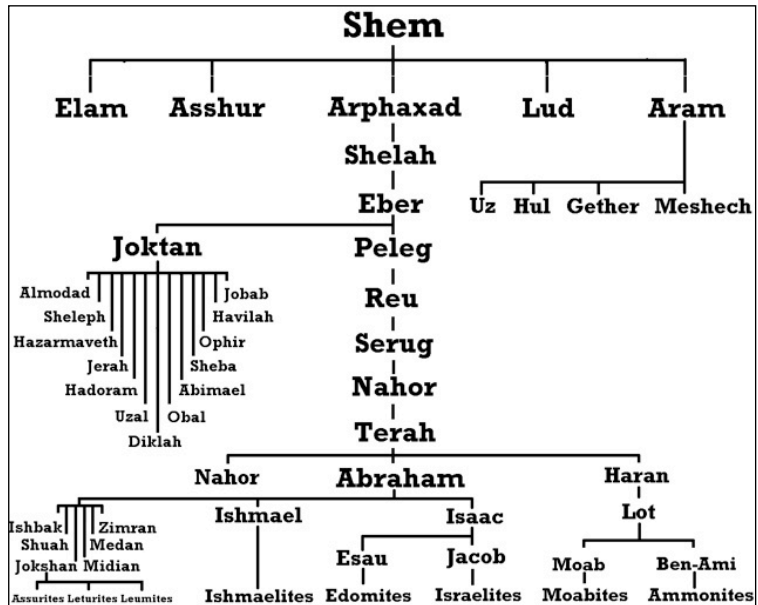 Shem
Elam Asshur Arphaxad Lud Aram
Shelah
Eber
Uz Hul Gether Meshech
Joktan Peleg
Almodad Jobab
Sheleph Havilah
Reu
Hazarmaveth Ophir
Serug
Jerah Sheba
Hadoram Abimael
Nahor
Uzal Obal
Terah
Diklah
Nahor Abraham Haran
Ishmael Isaac Lot
Ishbak Zimran
Shuah Medan
Esau Jacob
Jokshan Midian
Moab Ben-Ami
Assurites Leturites Leumites
Ishmaelites Edomites Israelites Moabites Ammonites